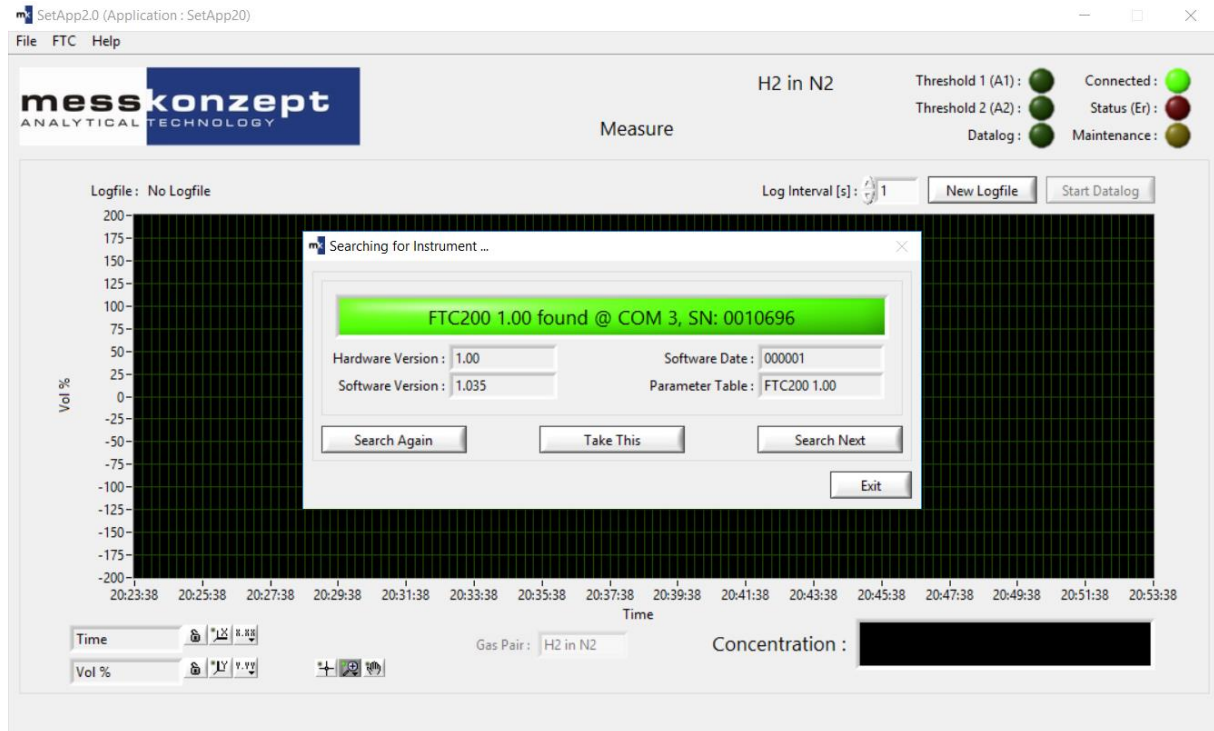 SetApp2.0 (Application : SetApp20)
File FTC Help
messkonzept
ANALYTICAL TECHNOLOGY
Measure
H2 in N2
Threshold 1 (A1) :
Connected :
Threshold 2 (A2) :
Status (Er) :
Datalog :
Maintenance :
Logfile : No Logfile
Log Interval [s] : 1
New Logfile
Start Datalog
200
175
150
125
100
75
50
25
0
-25
-50
-75
-100
-125
-150
-175
-200
Vol %
Searching for Instrument ...
FTC200 1.00 found @ COM 3, SN: 0010696
Hardware Version : 1.00
Software Date : 000001
Software Version : 1.035
Parameter Table : FTC200 1.00
Search Again
Take This
Search Next
Exit
20:23:38 20:25:38 20:27:38 20:29:38 20:31:38 20:33:38 20:35:38 20:37:38 20:39:38 20:41:38 20:43:38 20:45:38 20:47:38 20:49:38 20:51:38 20:53:38
Time
Time
Vol %
Gas Pair : H2 in N2
Concentration :